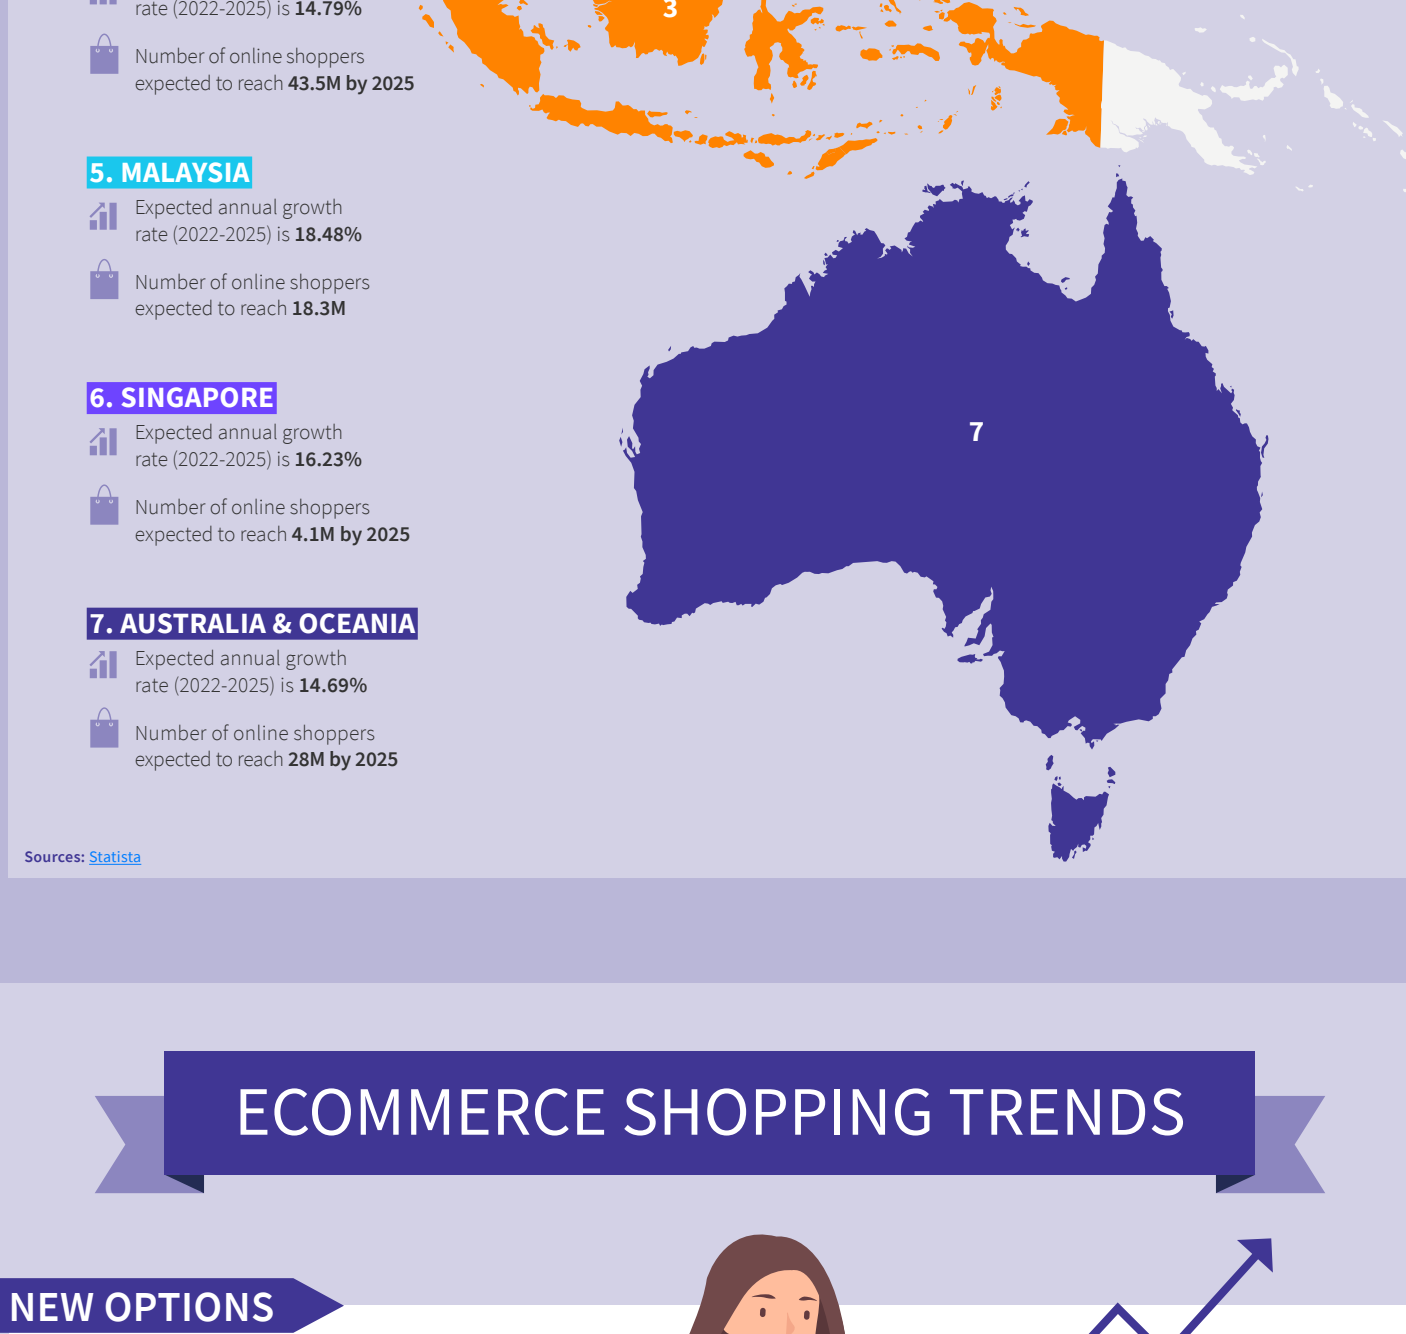 rate (2022-2025) is 14.79%
Number of online shoppers
expected to reach 43.5M by 2025
3
5. MALAYSIA
Expected annual growth
rate (2022-2025) is 18.48%
Number of online shoppers
expected to reach 18.3M
6. SINGAPORE
Expected annual growth
rate (2022-2025) is 16.23%
Number of online shoppers
expected to reach 4.1M by 2025
7
7. AUSTRALIA & OCEANIA
Expected annual growth
rate (2022-2025) is 14.69%
Number of online shoppers
expected to reach 28M by 2025
Sources: Statista
ECOMMERCE SHOPPING TRENDS
NEW OPTIONS